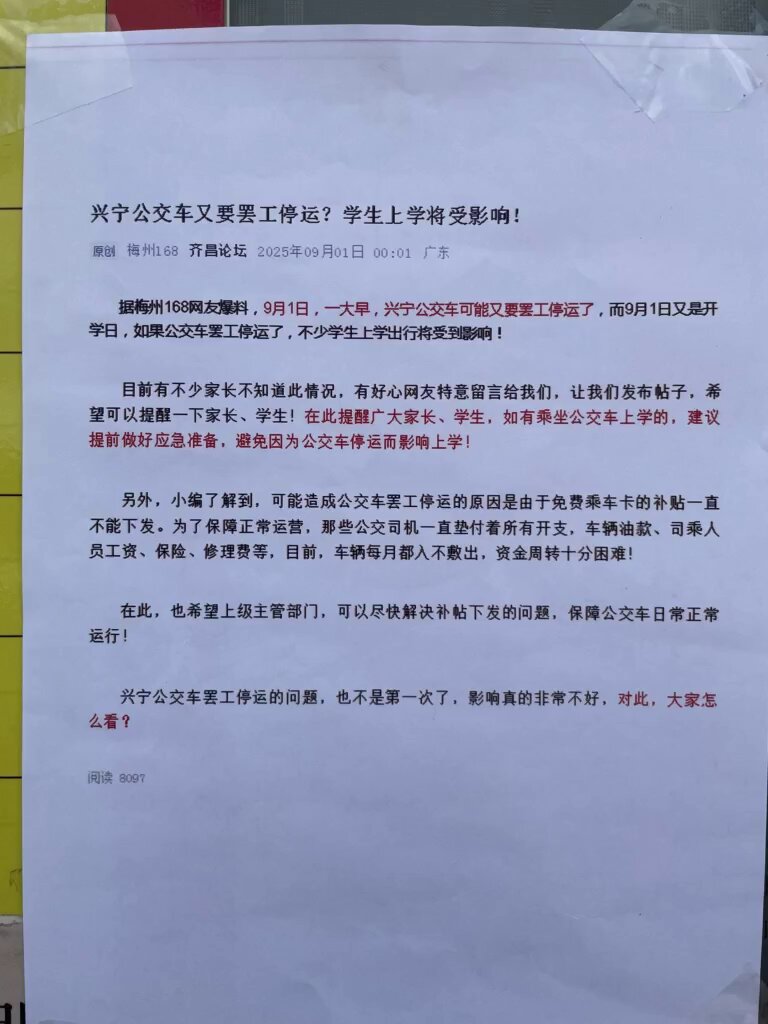 兴宁公交车又要罢工停运？学生上学将受影响！
原创 梅州168 齐昌论坛 2025年09月01日 00:01 广东
据梅州168网友爆料，9月1日，一大早，兴宁公交车可能又要罢工停运了，而9月1日又是开
学日，如果公交车罢工停运了，不少学生上学出行将受到影响！
目前有不少家长不知道此情况，有好心网友特意留言给我们，让我们发布帖子，希
望可以提醒一下家长、学生！在此提醒广大家长、学生，如有乘坐公交车上学的，建议
提前做好应急准备，避免因为公交车停运而影响上学！
另外，小编了解到，可能造成公交车罢工停运的原因是由于免费乘车卡的补贴一直
不能下发。为了保障正常运营，那些公交司机一直垫付着所有开支，车辆油款、司乘人
员工资、保险、修理费等，目前，车辆每月都入不敷出，资金周转十分困难！
在此，也希望上级主管部门，可以尽快解决补帖下发的问题，保障公交车日常正常
运行！
兴宁公交车罢工停运的问题，也不是第一次了，影响真的非常不好，对此，大家怎
么看？
阅读 8097